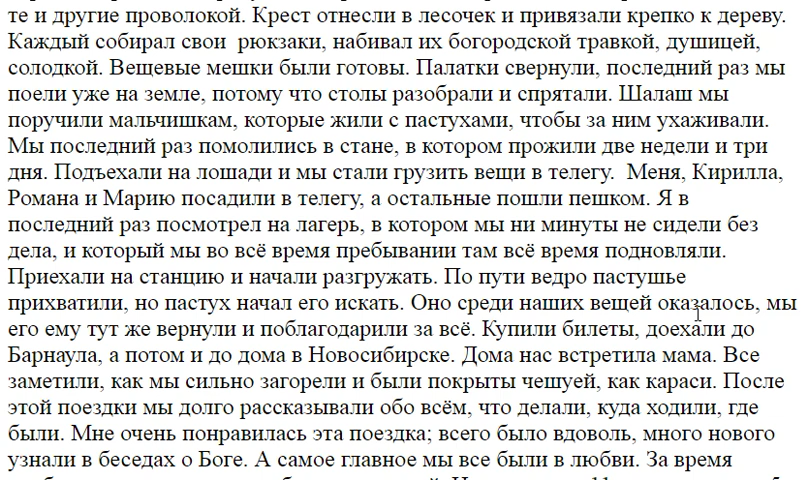 те и другие проволокой. Крест отнесли в лесочек и привязали крепко к дереву.
Каждый собирал свои  рюкзаки, набивал их богородской травкой, душицей,
солодкой. Вещевые мешки были готовы. Палатки свернули, последний раз мы
поели уже на земле, потому что столы разобрали и спрятали. Шалаш мы
поручили мальчишкам, которые жили с пастухами, чтобы за ним ухаживали.
Мы последний раз помолились в стане, в котором прожили две недели и три
дня. Подъехали на лошади и мы стали грузить вещи в телегу.  Меня, Кирилла,
Романа и Марию посадили в телегу, а остальные пошли пешком. Я в
последний раз посмотрел на лагерь, в котором мы ни минуты не сидели без
дела, и который мы во всё время пребывании там всё время подновляли.
Приехали на станцию и начали разгружать. По пути ведро пастушье
прихватили, но пастух начал его искать. Оно среди наших вещей оказалось, мы
его ему тут же вернули и поблагодарили за всё. Купили билеты, доехали до
Барнаула, а потом и до дома в Новосибирске. Дома нас встретила мама. Все
заметили, как мы сильно загорели и были покрыты чешуей, как караси. После
этой поездки мы долго рассказывали обо всём, что делали, куда ходили, где
были. Мне очень понравилась эта поездка; всего было вдоволь, много нового
узнали в беседах о Боге. А самое главное мы все были в любви. За время